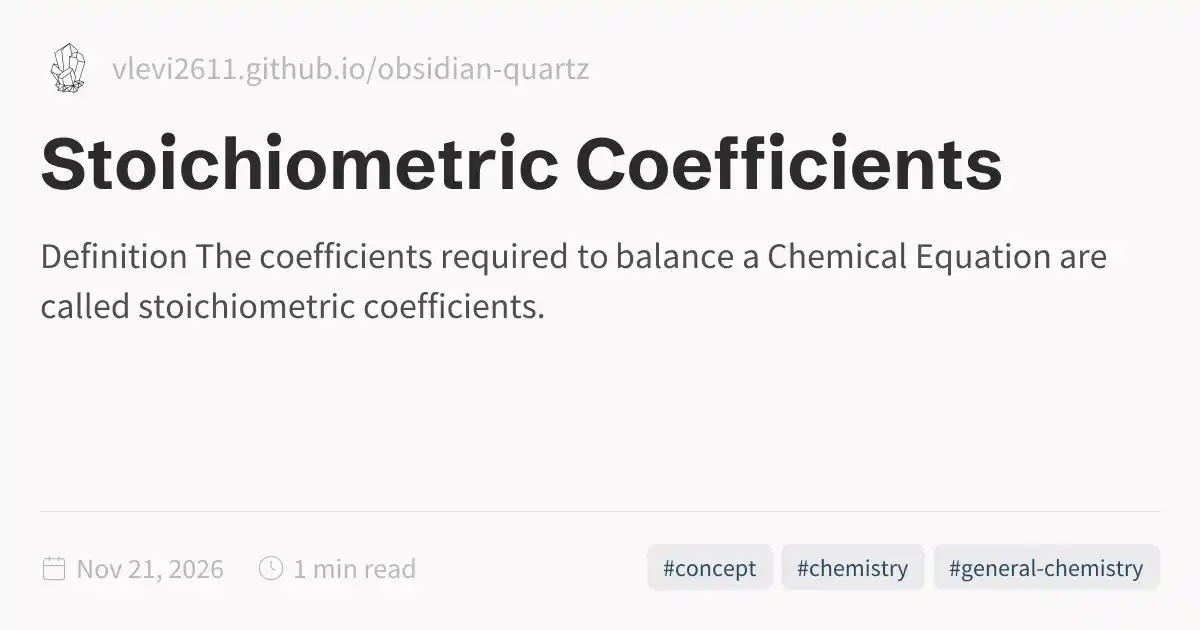 vlevi2611.github.io/obsidian-quartz
Stoichiometric Coefficients
Definition The coefficients required to balance a Chemical Equation are
called stoichiometric coefficients.
Nov 21, 2026 1 min read #concept #chemistry #general-chemistry